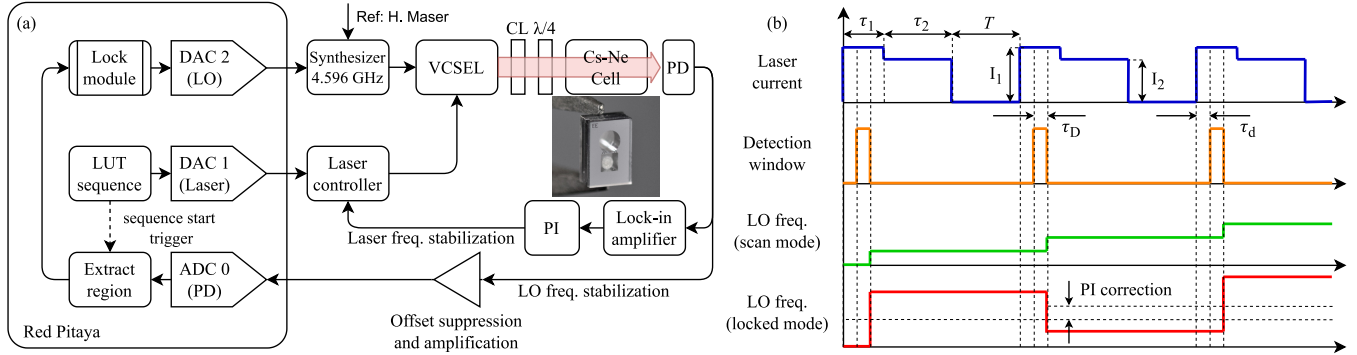 (a)
Ref: H. Maser
Lock
module
DAC 2
(LO)
Synthesizer
4.596 GHz
VCSEL
CL λ/4
Cs-Ne
Cell
PD
LUT
sequence
DAC 1
(Laser)
Laser
controller
sequence start
trigger
Laser freq. stabilization
PI
Lock-in
amplifier
Extract
region
ADC 0
(PD)
LO freq. stabilization
Offset suppression
and amplification
Red Pitaya
(b)
τ1 τ2 T
Laser
current
I1
I2
τD
τd
Detection
window
LO freq.
(scan mode)
PI correction
LO freq.
(locked mode)